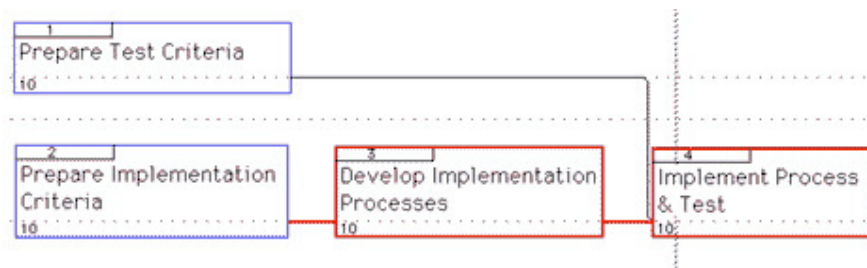 1
Prepare Test Criteria
10
2
Prepare Implementation
Criteria
10
3
Develop Implementation
Processes
10
4
Implement Process
& Test
10